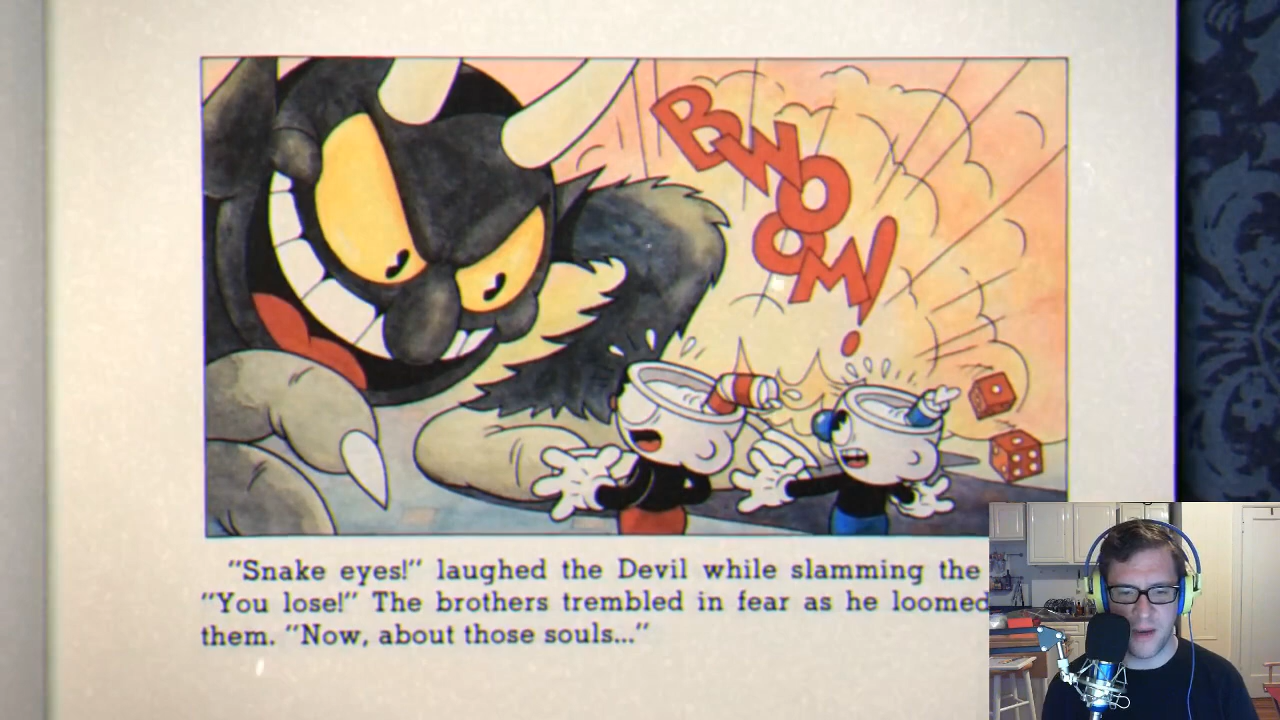 BWOOM!
"Snake eyes!" laughed the Devil while slamming the
"You lose!" The brothers trembled in fear as he loomed
them. "Now, about those souls..."